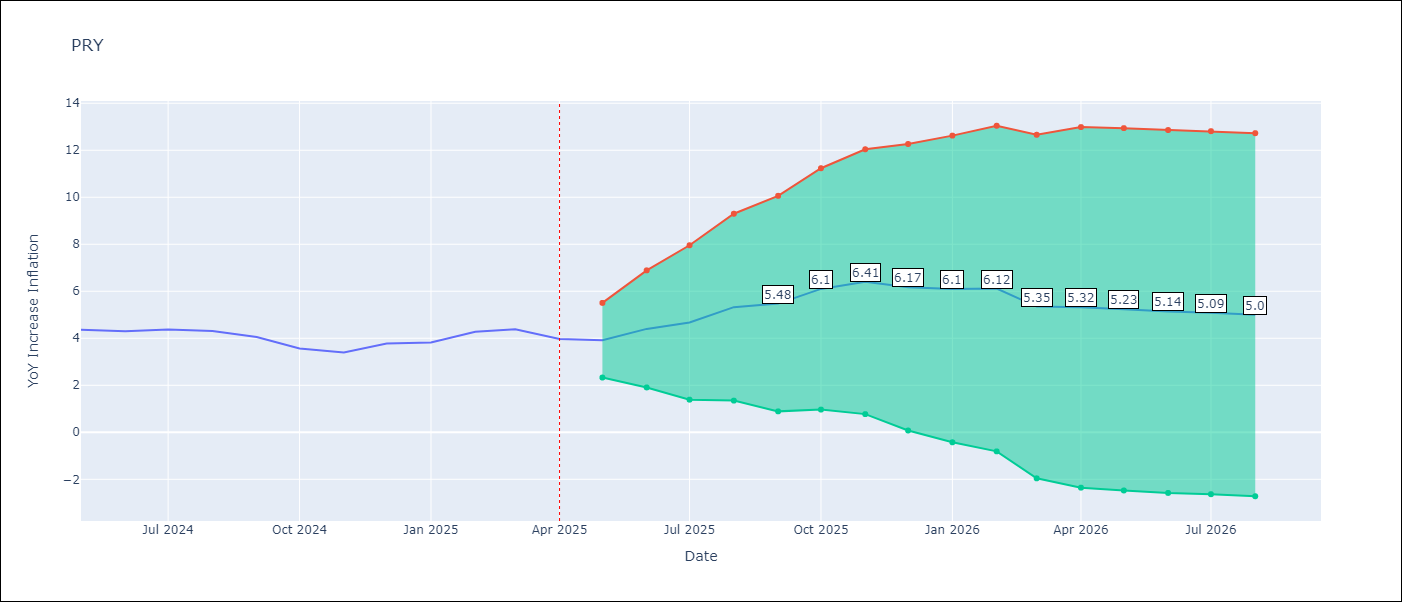 PRY
YoY Increase Inflation
14
12
10
8
6
4
2
0
−2
5.48
6.1
6.41
6.17
6.1
6.12
5.35
5.32
5.23
5.14
5.09
5.0
Jul 2024
Oct 2024
Jan 2025
Apr 2025
Jul 2025
Oct 2025
Jan 2026
Apr 2026
Jul 2026
Date